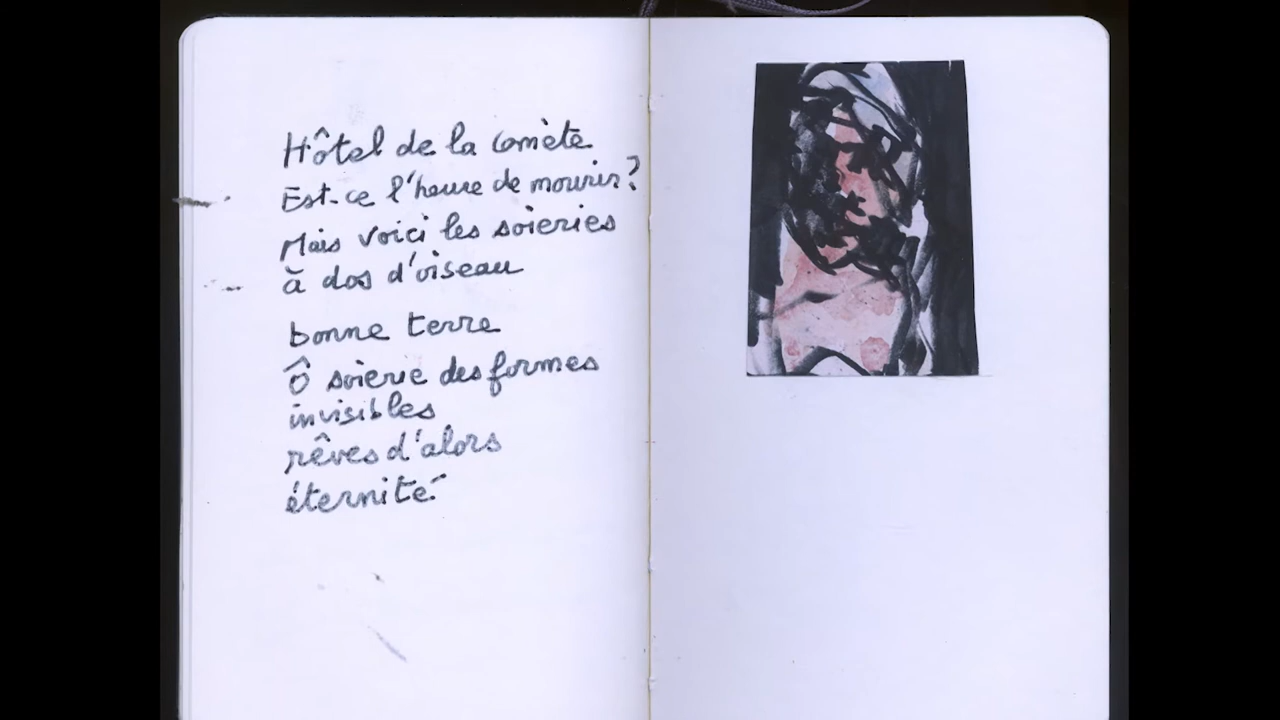 Hôtel de la comète
Est-ce l'heure de mourir?
Mais voici les soieries
à dos d'oiseau
bonne terre
Ô soierie des formes
invisibles
rêves d'alors
éternité